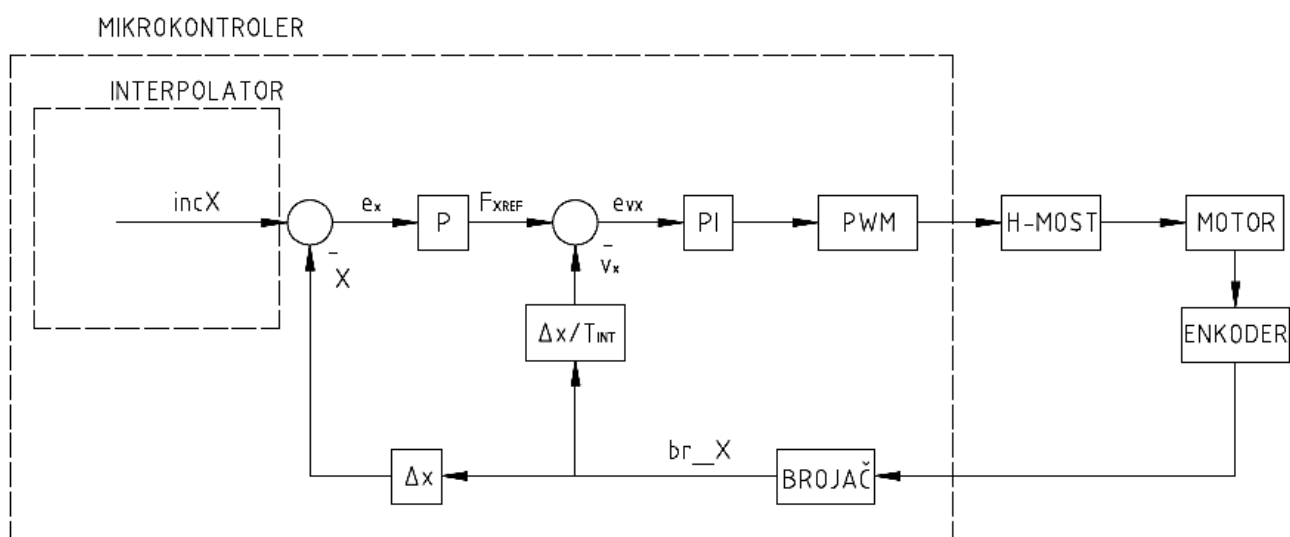 MIKROKONTROLER
INTERPOLATOR
incX
eₓ
P
F_XREF
e_vx
PI
PWM
H-MOST
MOTOR
-
X
-
vₓ
Δx/T_INT
ENKODER
Δx
br_X
BROJAČ